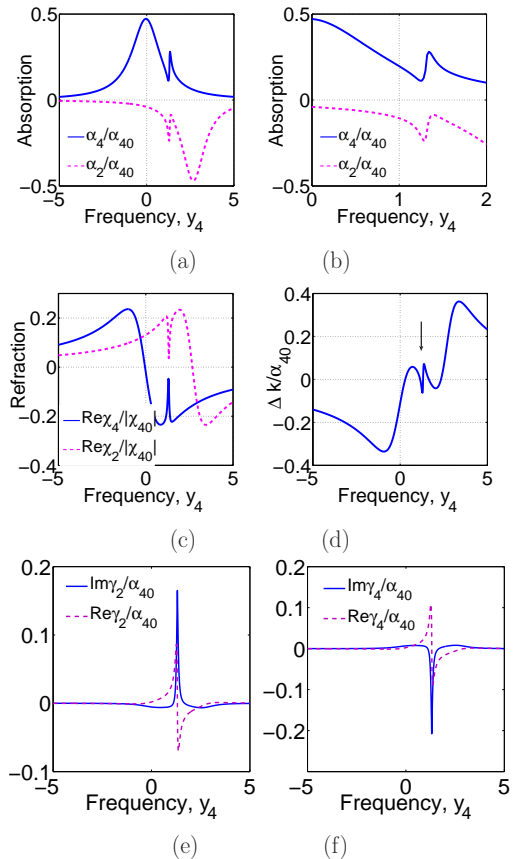 0.5
0
−0.5
Absorption
α4/α40
α2/α40
−5 0 5
Frequency, y4
(a)
0.5
0
−0.5
Absorption
α4/α40
α2/α40
0 1 2
Frequency, y4
(b)
0.2
0
−0.2
−0.4
Refraction
Reχ4/|χ40|
Reχ2/|χ40|
−5 0 5
Frequency, y4
(c)
0.4
0.2
0
−0.2
−0.4
Δ k/α40
−5 0 5
Frequency, y4
(d)
0.2
0.1
0
−0.1
Imγ2/α40
Reγ2/α40
−5 0 5
Frequency, y4
(e)
0.2
0.1
0
−0.1
−0.2
Imγ4/α40
Reγ4/α40
−5 0 5
Frequency, y4
(f)